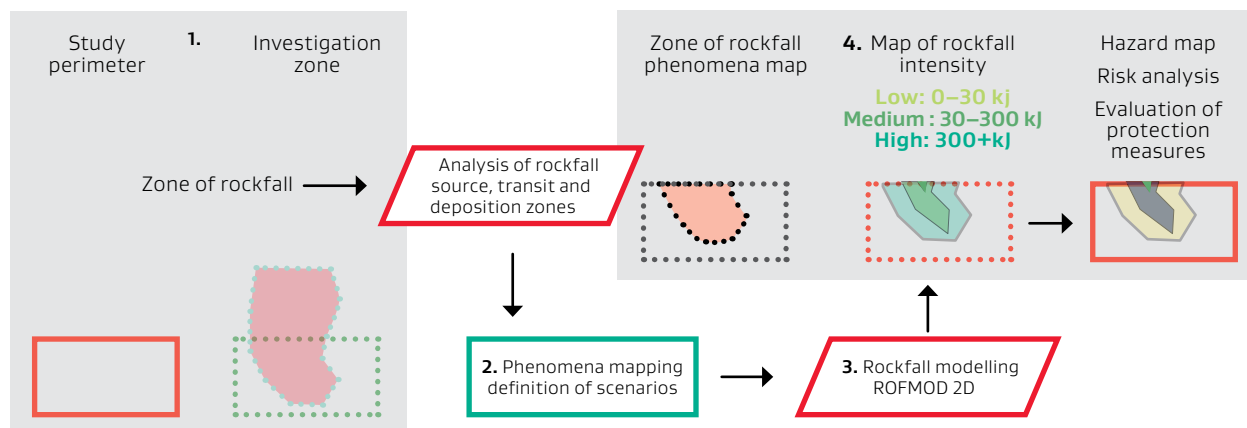 Study
perimeter
1.
Investigation
zone
Zone of rockfall
Analysis of rockfall
source, transit and
deposition zones
2. Phenomena mapping
definition of scenarios
3. Rockfall modelling
ROFMOD 2D
Zone of rockfall
phenomena map
4. Map of rockfall
intensity
Low: 0–30 kj
Medium : 30–300 kJ
High: 300+kJ
Hazard map
Risk analysis
Evaluation of
protection
measures